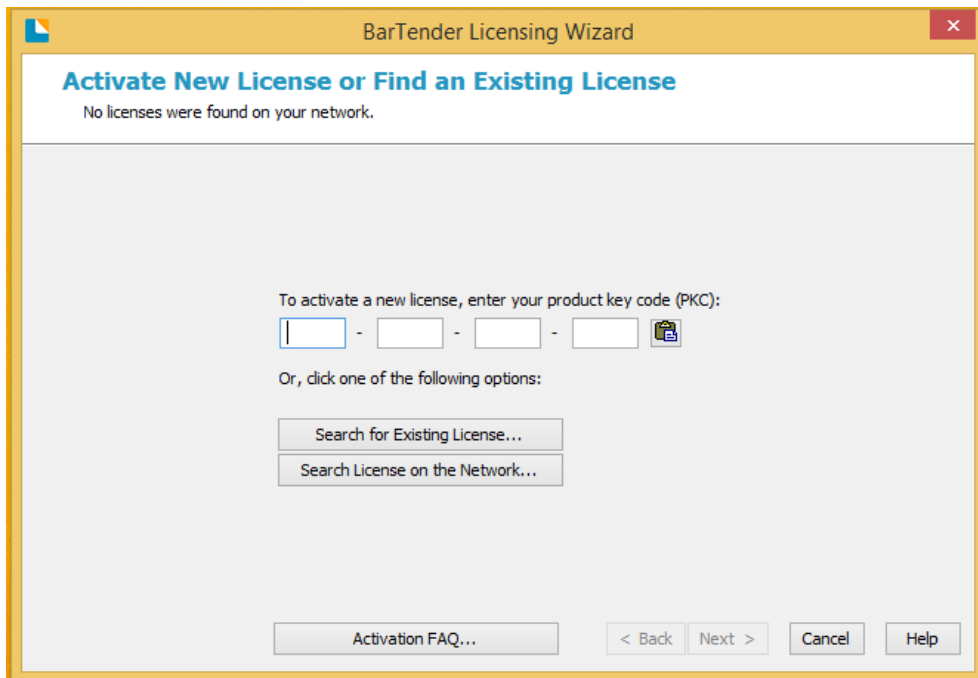 BarTender Licensing Wizard
Activate New License or Find an Existing License
No licenses were found on your network.
To activate a new license, enter your product key code (PKC):
- - -
Or, click one of the following options:
Search for Existing License...
Search License on the Network...
Activation FAQ... < Back Next > Cancel Help